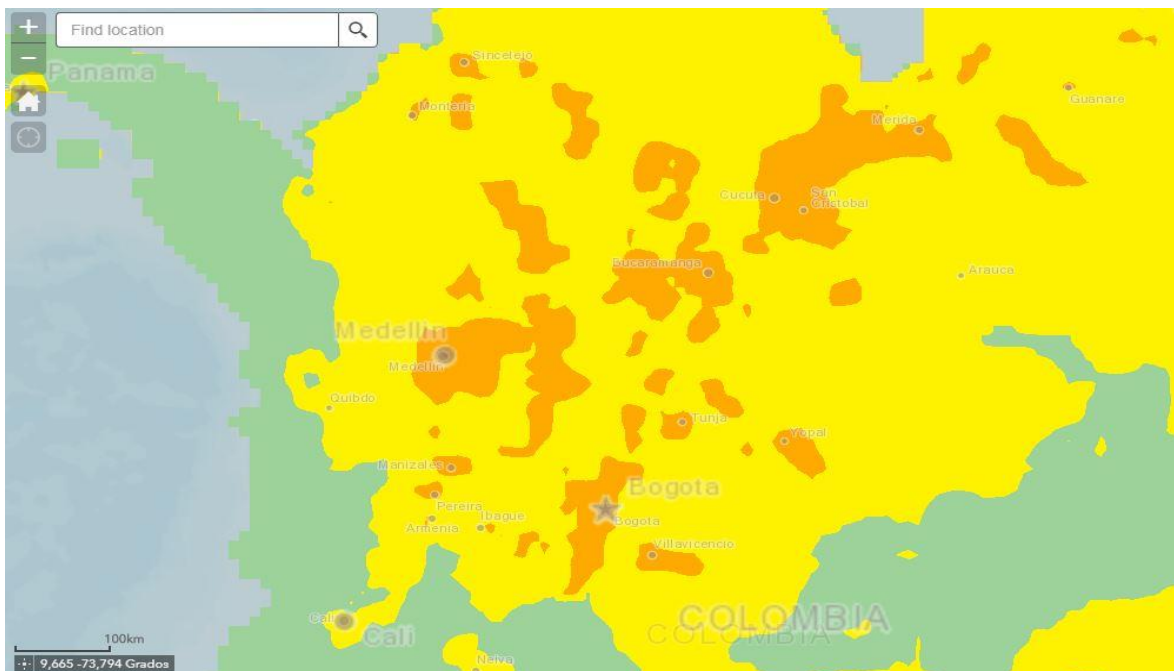 +
Find location
−
Panama
Sincelejo
Monteria
Guanare
Merida
Cucuta
San
Cristobal
Bucaramanga
Arauca
Medellin
Medellin
Quibdo
Tunja
Yopal
Manizales
Pereira
Armenia
Ibague
Bogota
Bogota
Villavicencio
Cali
Cali
COLOMBIA
COLOMBIA
100km
Neiva
9,665 -73,794 Grados